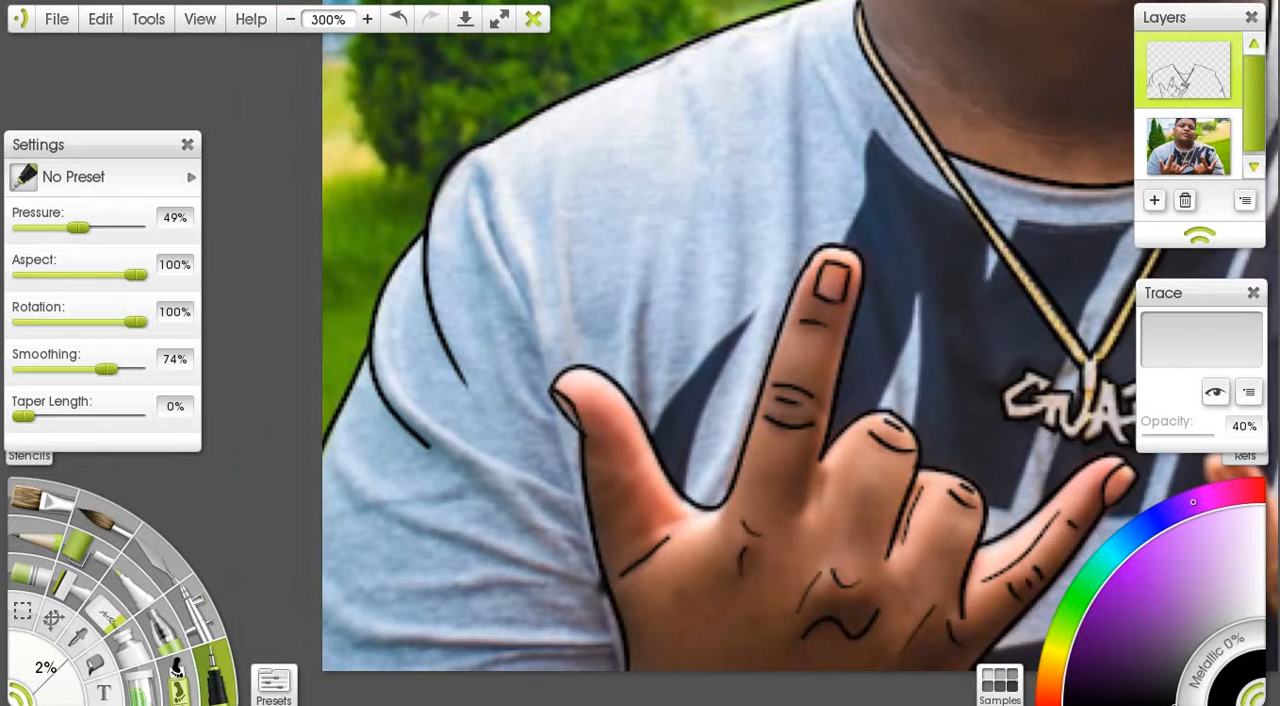 File Edit Tools View Help 300%
Layers
Settings
No Preset
Pressure: 49%
Aspect: 100%
Rotation: 100%
Smoothing: 74%
Taper Length: 0%
Stencils
Trace
Opacity: 40%
Refs
GUAP
2%
T
Presets
Samples
Metallic 0%